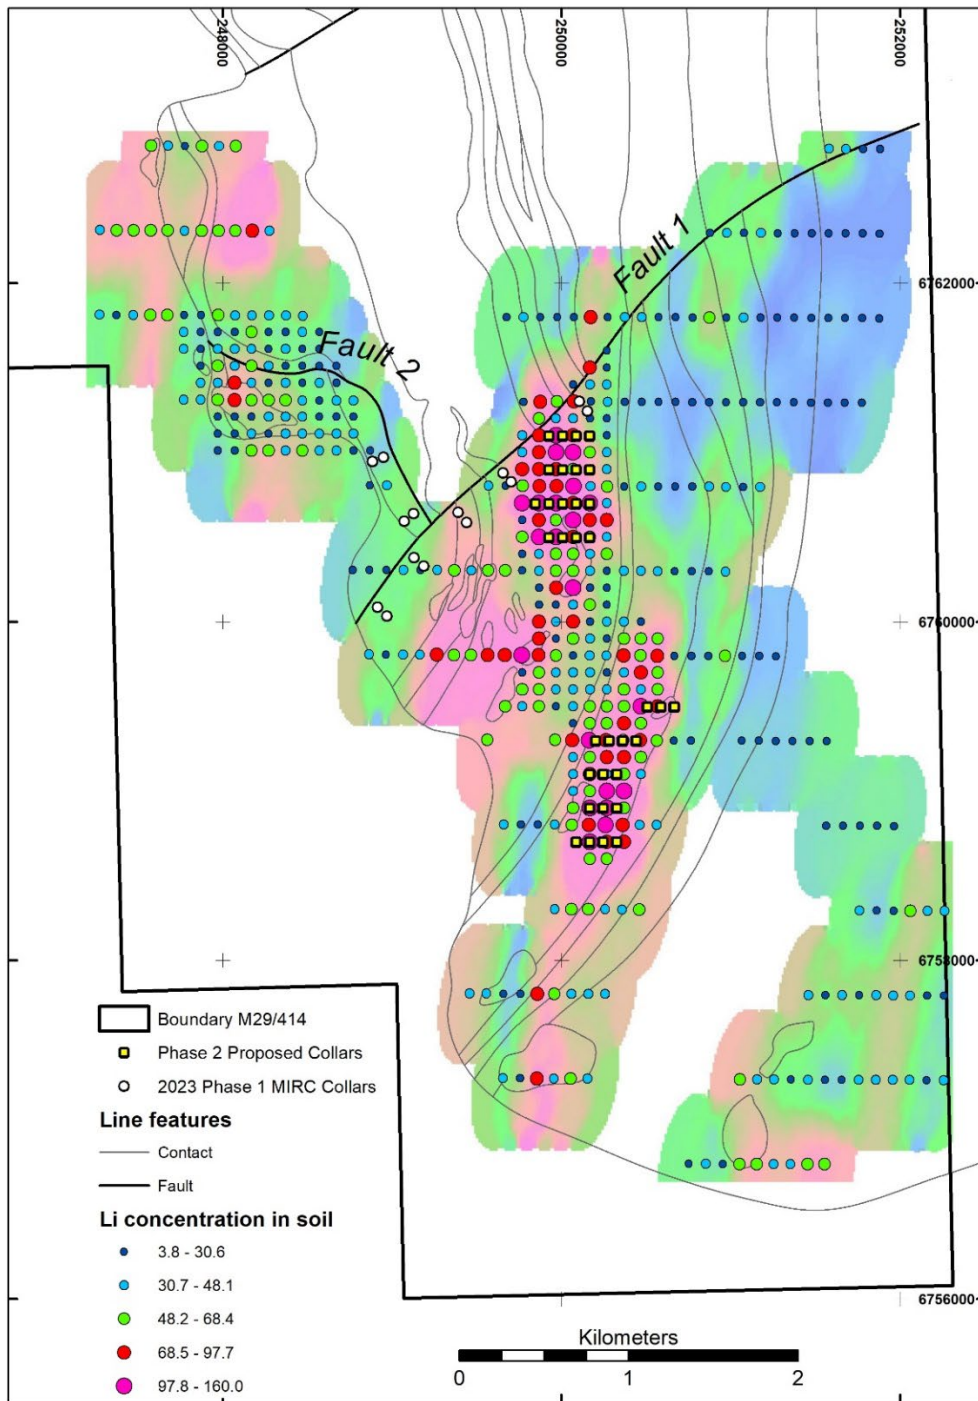 248000
250000
252000
Fault 1
6762000
Fault 2
6760000
6758000
Boundary M29/414
Phase 2 Proposed Collars
2023 Phase 1 MIRC Collars
Line features
Contact
Fault
Li concentration in soil
3.8 - 30.6
30.7 - 48.1
48.2 - 68.4
68.5 - 97.7
97.8 - 160.0
6756000
Kilometers
0 1 2